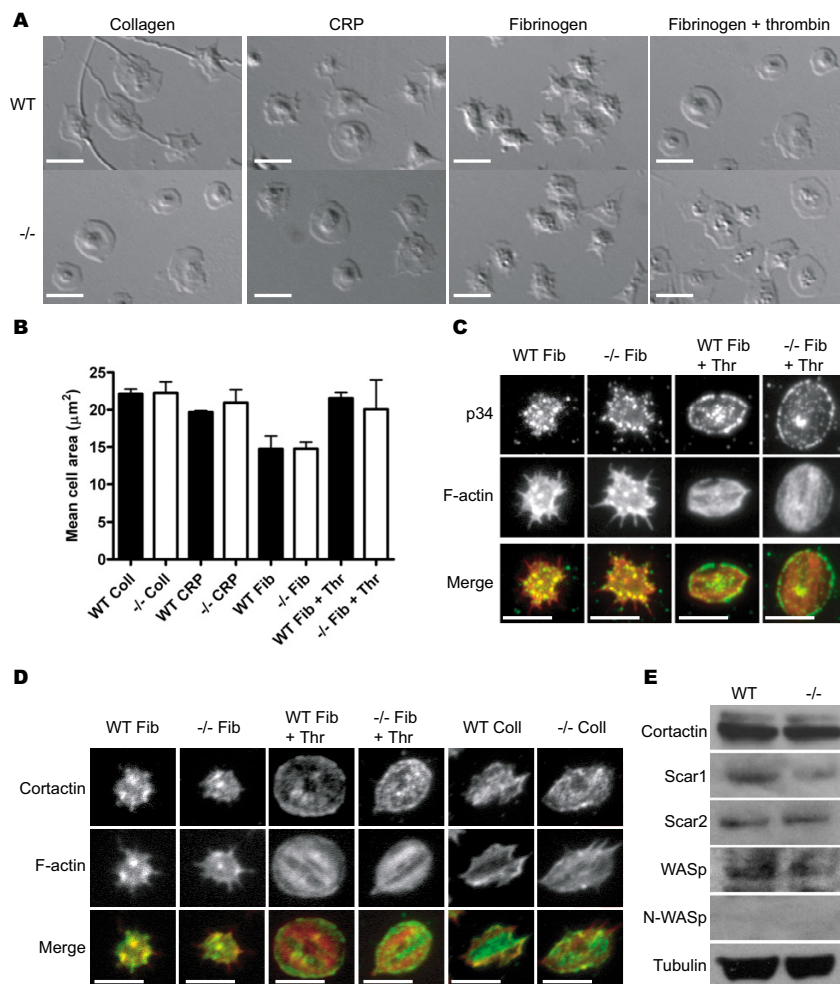 A
Collagen
CRP
Fibrinogen
Fibrinogen + thrombin
WT
-/-
B
Mean cell area (μm²)
25
20
15
10
5
0
WT Coll
-/- Coll
WT CRP
-/- CRP
WT Fib
-/- Fib
WT Fib + Thr
-/- Fib + Thr
C
WT Fib
-/- Fib
WT Fib
+ Thr
-/- Fib
+ Thr
p34
F-actin
Merge
D
WT Fib
-/- Fib
WT Fib
+ Thr
-/- Fib
+ Thr
WT Coll
-/- Coll
Cortactin
F-actin
Merge
E
WT
-/-
Cortactin
Scar1
Scar2
WASp
N-WASp
Tubulin